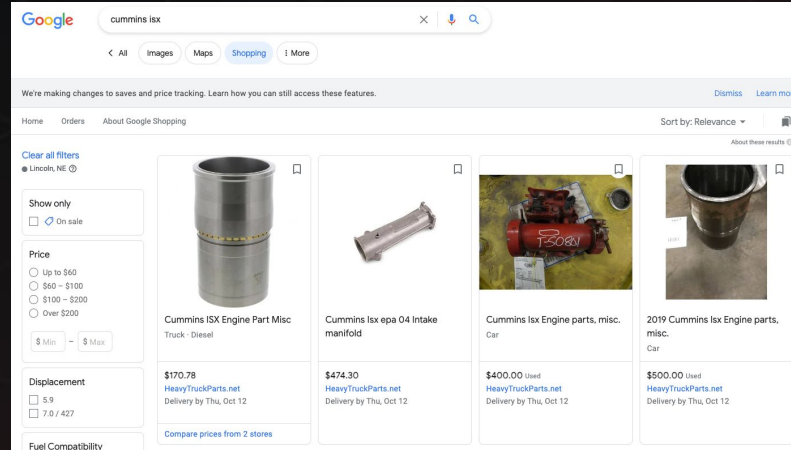 Google
cummins isx
All
Images
Maps
Shopping
More
We're making changes to saves and price tracking. Learn how you can still access these features.
Dismiss
Learn mo
Home
Orders
About Google Shopping
Sort by: Relevance
About these results
Clear all filters
Lincoln, NE
Show only
On sale
Price
Up to $60
$60 – $100
$100 – $200
Over $200
$ Min – $ Max
Displacement
5.9
7.0 / 427
Fuel Compatibility
Cummins ISX Engine Part Misc
Truck · Diesel
$170.78
HeavyTruckParts.net
Delivery by Thu, Oct 12
Compare prices from 2 stores
Cummins Isx epa 04 Intake
manifold
$474.30
HeavyTruckParts.net
Delivery by Thu, Oct 12
Cummins Isx Engine parts, misc.
Car
$400.00 Used
HeavyTruckParts.net
Delivery by Thu, Oct 12
2019 Cummins Isx Engine parts,
misc.
Car
$500.00 Used
HeavyTruckParts.net
Delivery by Thu, Oct 12